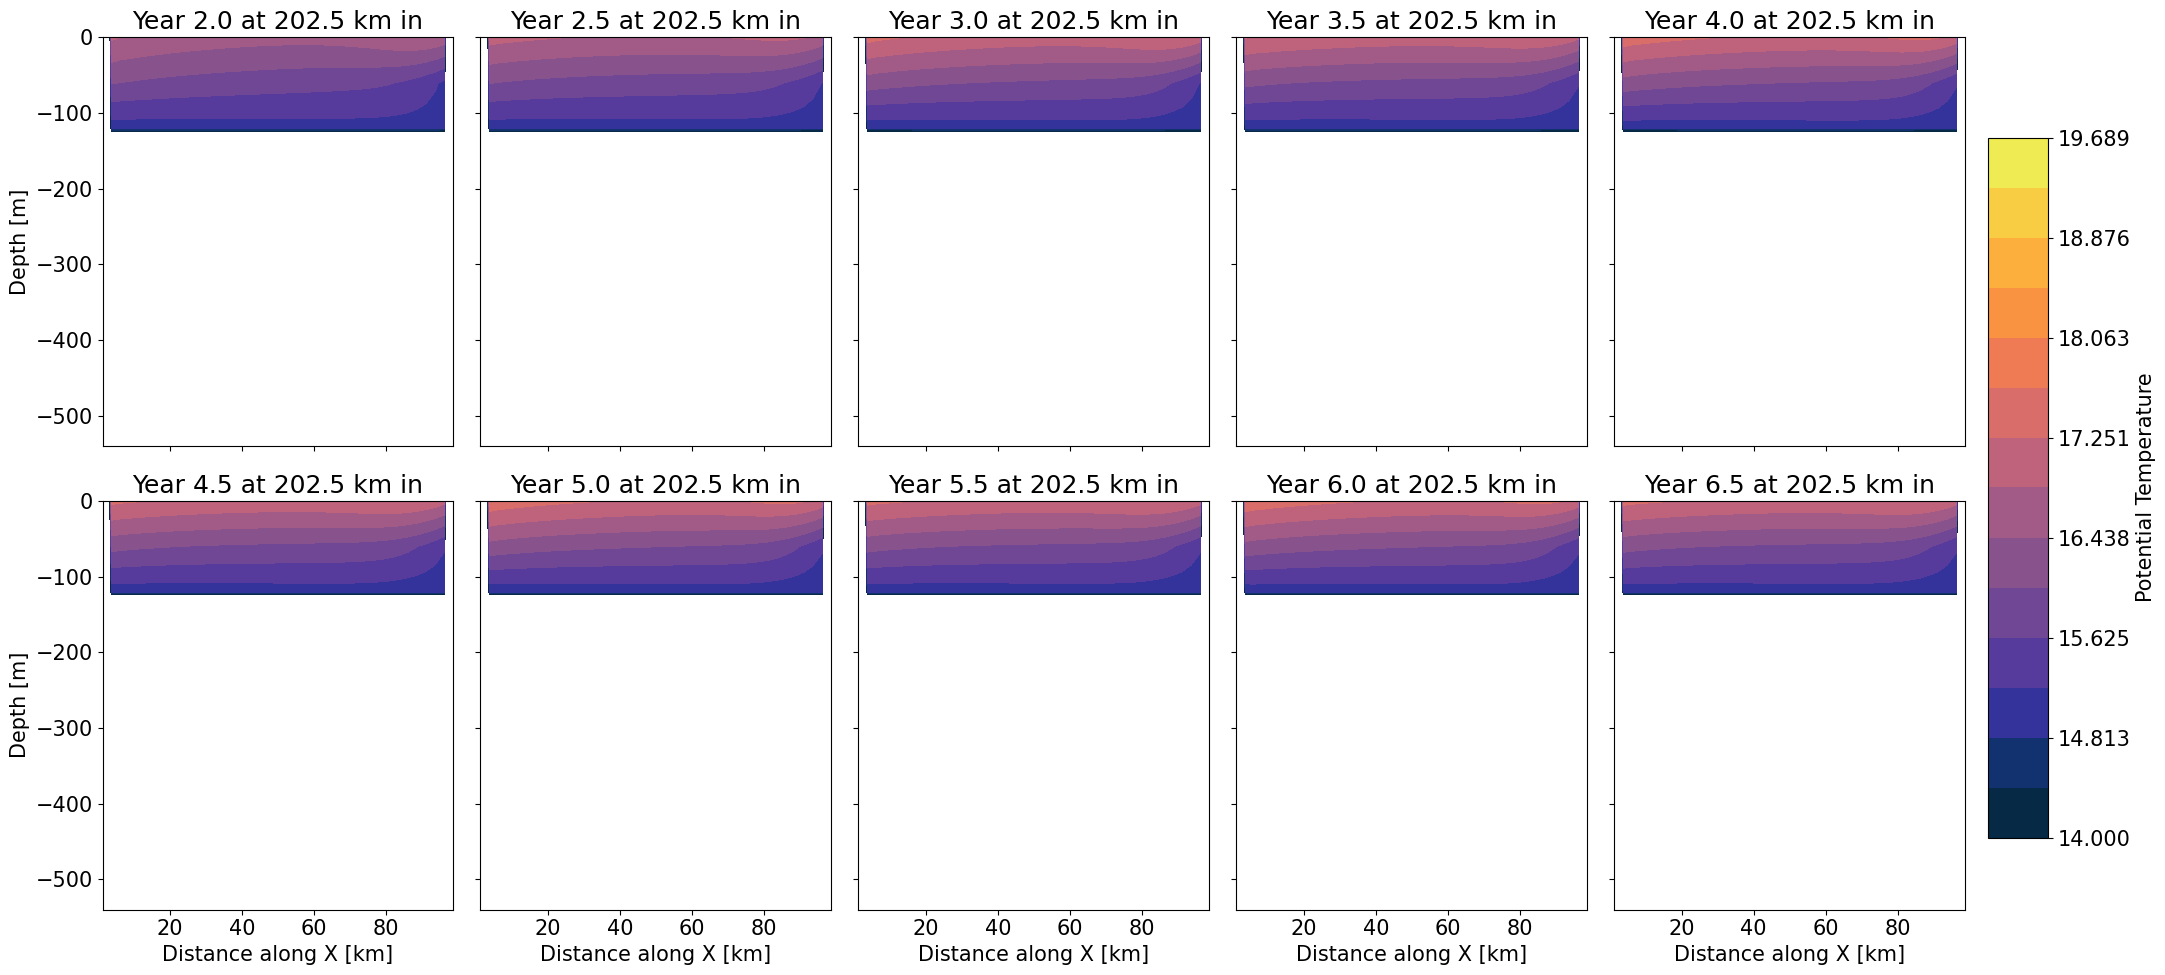 Year 2.0 at 202.5 km in
Year 2.5 at 202.5 km in
Year 3.0 at 202.5 km in
Year 3.5 at 202.5 km in
Year 4.0 at 202.5 km in
0
−100
−200
−300
−400
−500
Depth [m]
Year 4.5 at 202.5 km in
Year 5.0 at 202.5 km in
Year 5.5 at 202.5 km in
Year 6.0 at 202.5 km in
Year 6.5 at 202.5 km in
0
−100
−200
−300
−400
−500
Depth [m]
20 40 60 80
20 40 60 80
20 40 60 80
20 40 60 80
20 40 60 80
Distance along X [km]
Distance along X [km]
Distance along X [km]
Distance along X [km]
Distance along X [km]
19.689
18.876
18.063
17.251
16.438
15.625
14.813
14.000
Potential Temperature